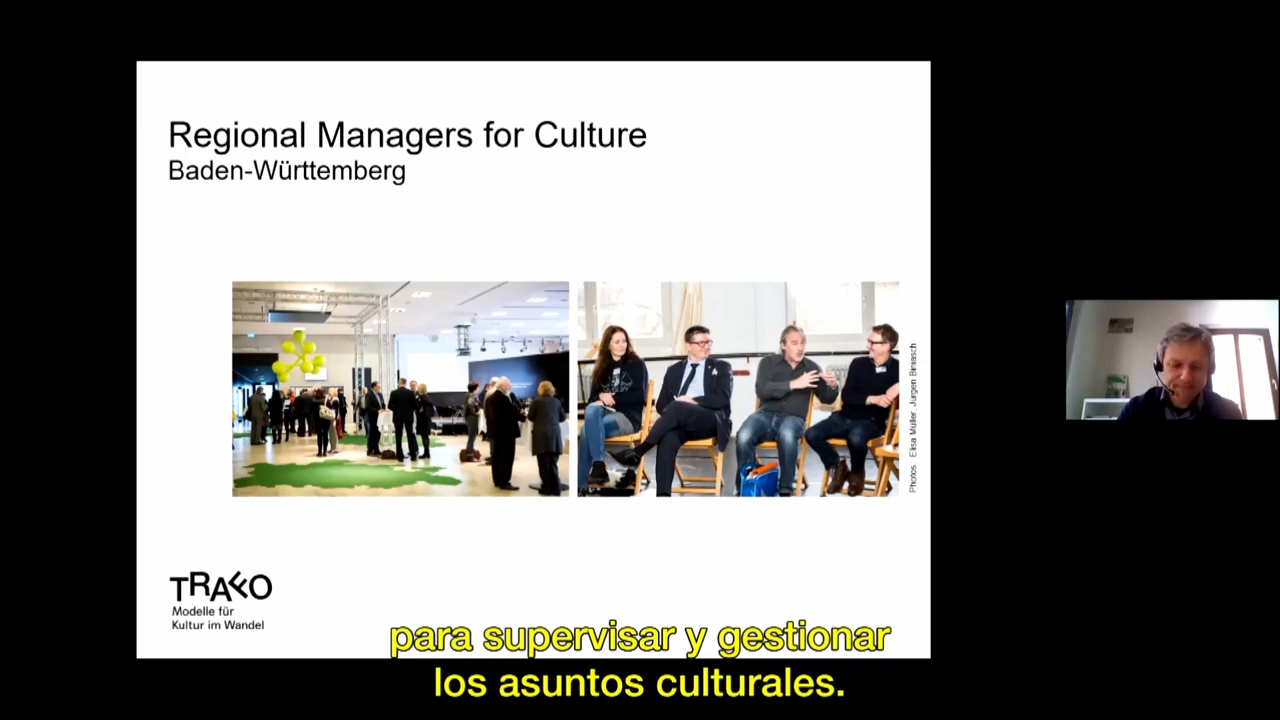 Regional Managers for Culture
Baden-Württemberg
Photos: Elisa Müller, Jürgen Biniasch
TRAFO
Modelle für
Kultur im Wandel
para supervisar y gestionar
los asuntos culturales.